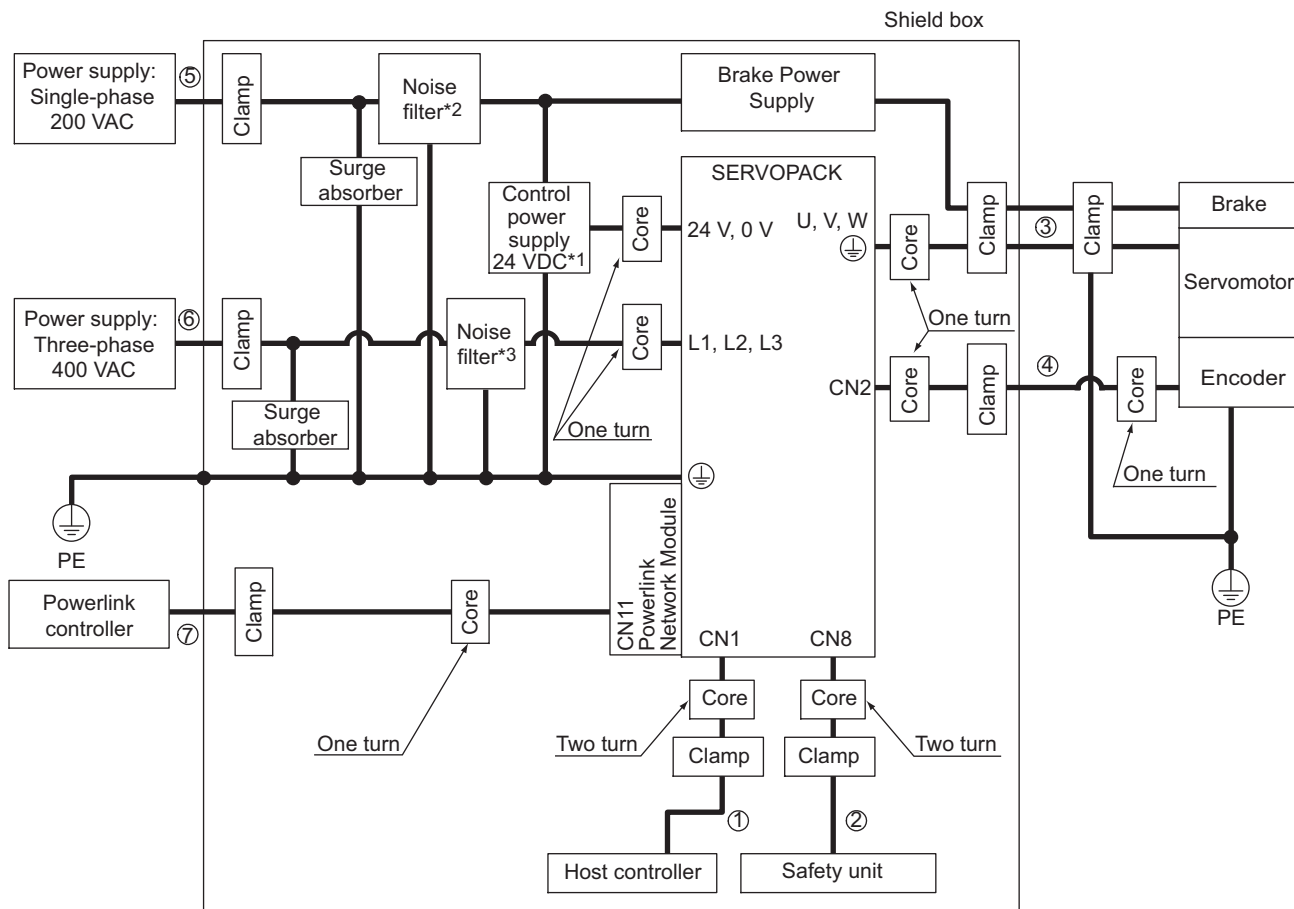 Shield box
Power supply:
Single-phase
200 VAC
⑤
Clamp
Noise
filter*2
Brake Power
Supply
Surge
absorber
Control
power
supply
24 VDC*1
Core
SERVOPACK
24 V, 0 V
U, V, W
Core
Clamp
③
Clamp
Brake
Servomotor
Power supply:
Three-phase
400 VAC
⑥
Clamp
Noise
filter*3
Core
L1, L2, L3
One turn
CN2
Core
Clamp
④
Core
Encoder
Surge
absorber
One turn
One turn
PE
CN11
Powerlink
Network Module
PE
Powerlink
controller
⑦
Clamp
Core
CN1
CN8
Core
Core
One turn
Two turn
Two turn
Clamp
Clamp
①
②
Host controller
Safety unit